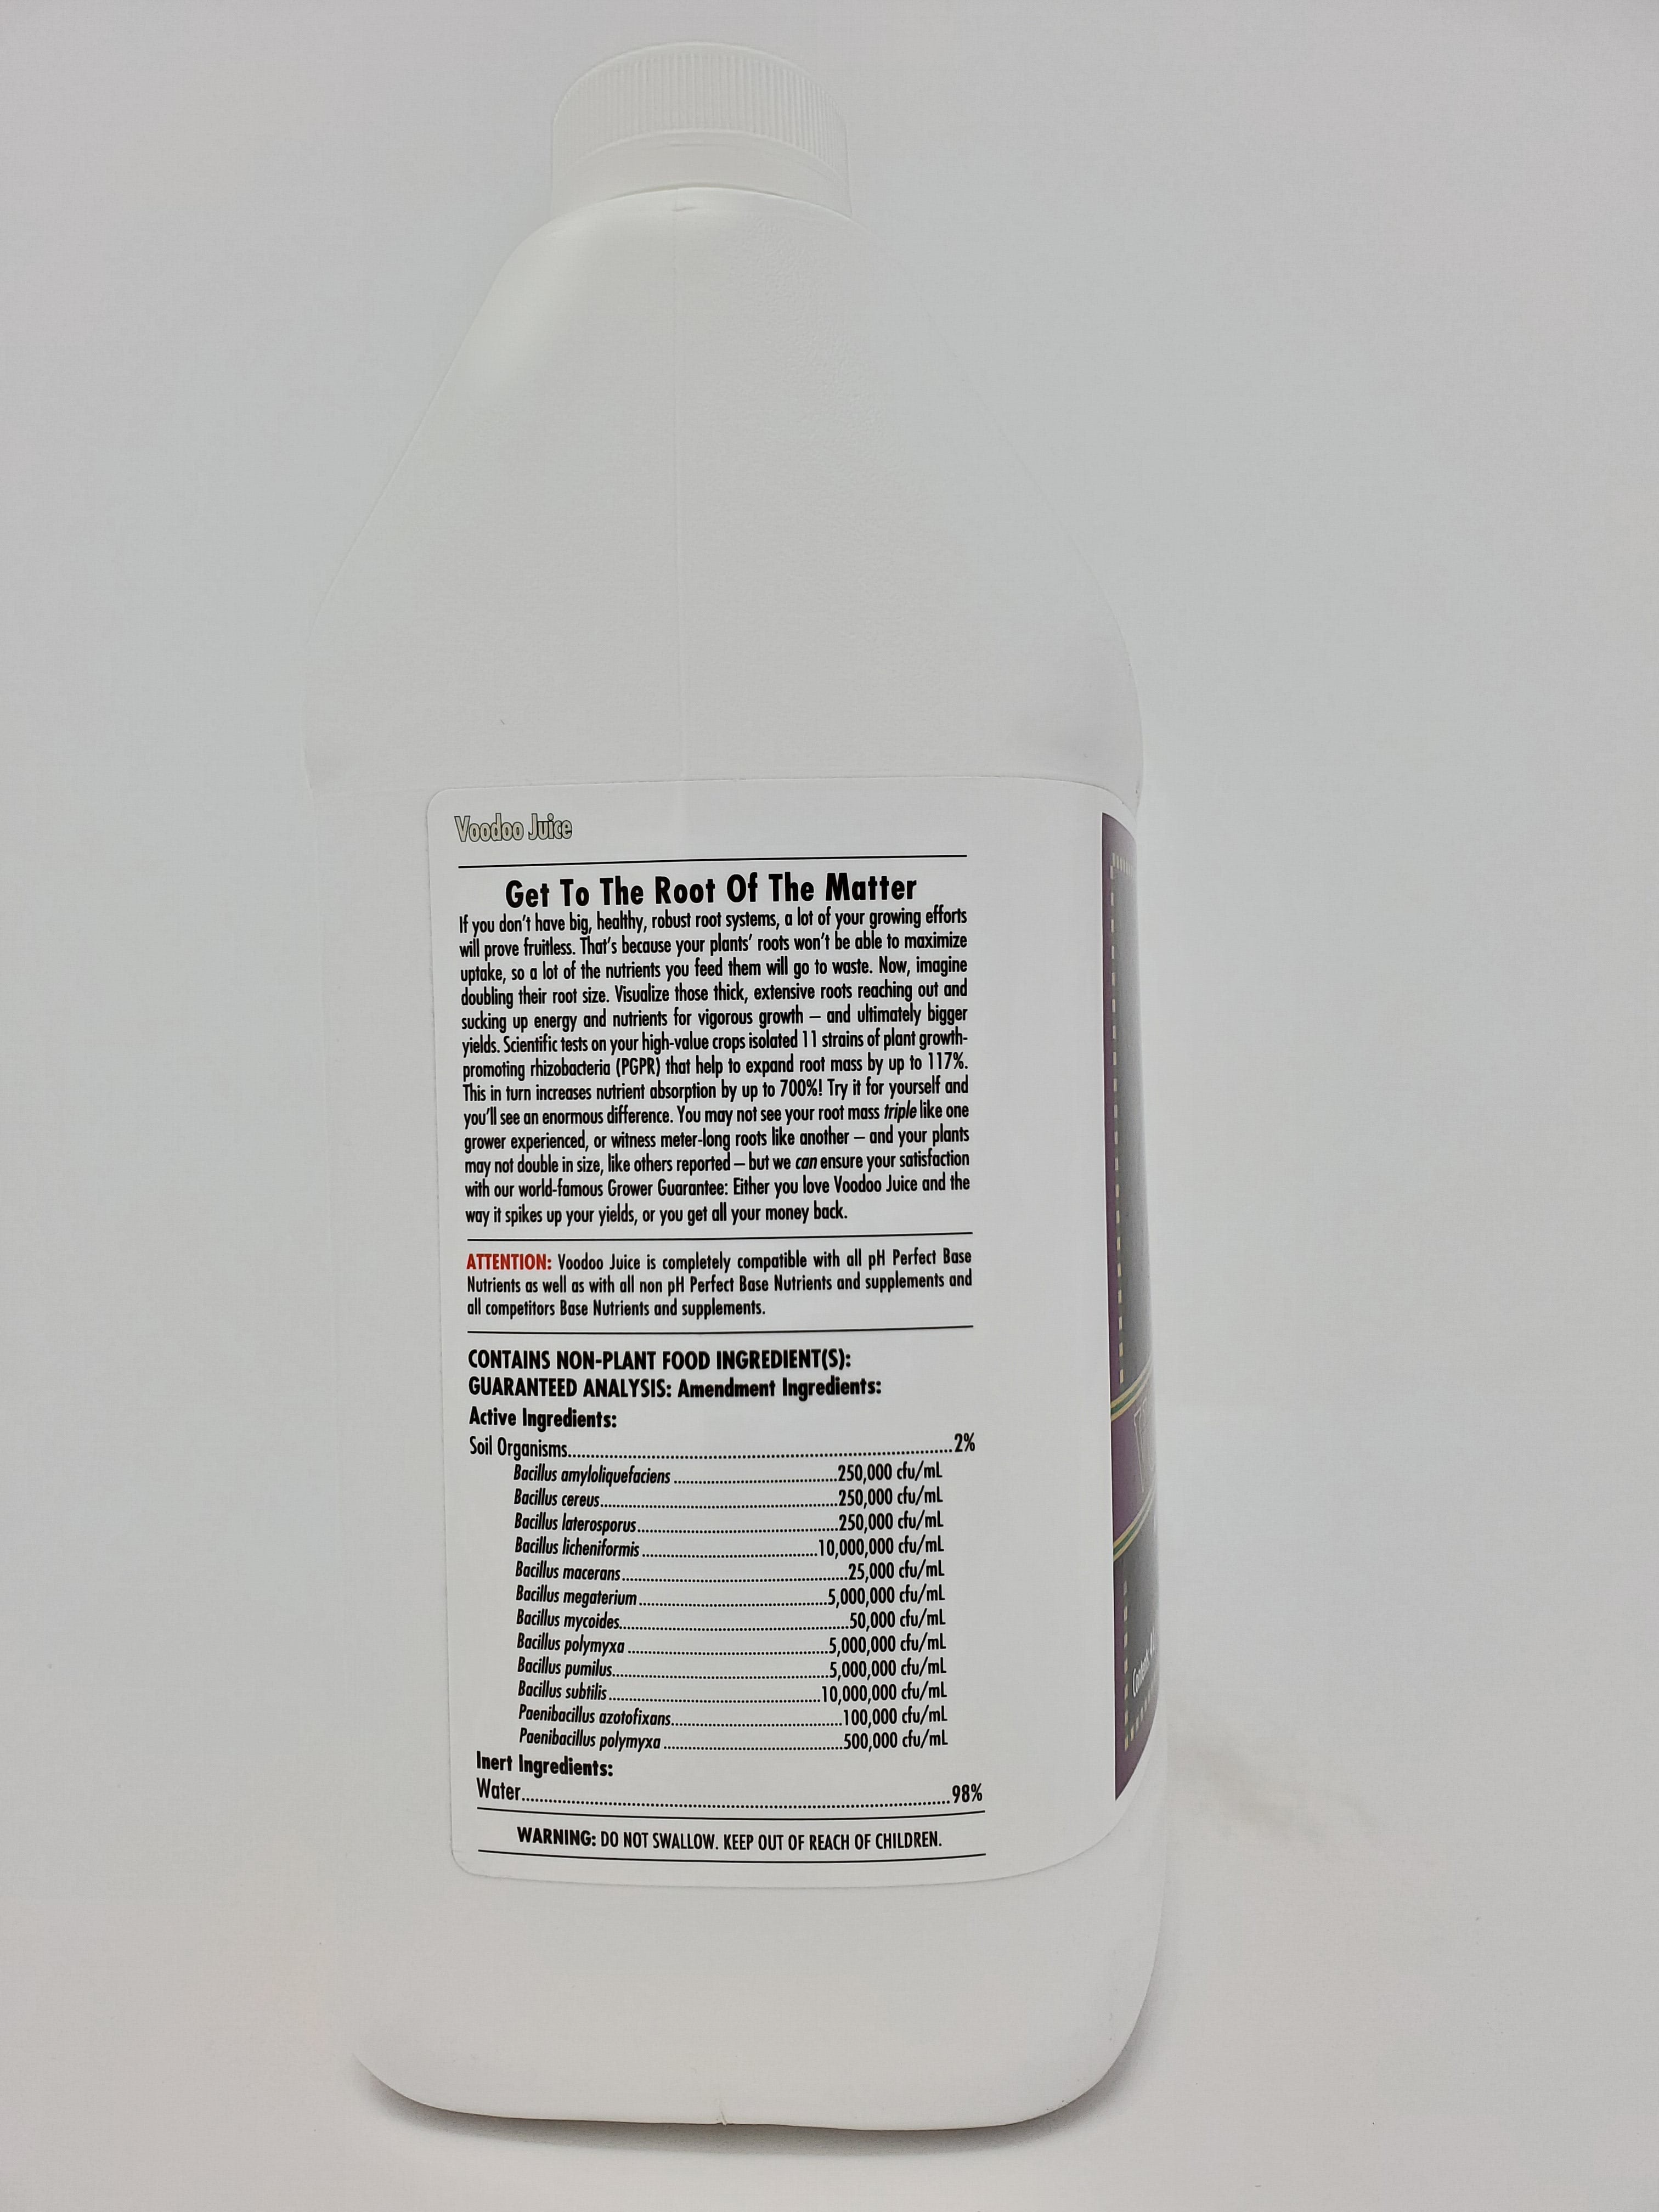 Voodoo Juice
Get To The Root Of The Matter
If you don't have big, healthy, robust root systems, a lot of your growing efforts
will prove fruitless. That's because your plants' roots won't be able to maximize
uptake, so a lot of the nutrients you feed them will go to waste. Now, imagine
doubling their root size. Visualize those thick, extensive roots reaching out and
sucking up energy and nutrients for vigorous growth – and ultimately bigger
yields. Scientific tests on your high-value crops isolated 11 strains of plant growth-
promoting rhizobacteria (PGPR) that help to expand root mass by up to 117%.
This in turn increases nutrient absorption by up to 700%! Try it for yourself and
you'll see an enormous difference. You may not see your root mass triple like one
grower experienced, or witness meter-long roots like another – and your plants
may not double in size, like others reported – but we can ensure your satisfaction
with our world-famous Grower Guarantee: Either you love Voodoo Juice and the
way it spikes up your yields, or you get all your money back.
ATTENTION: Voodoo Juice is completely compatible with all pH Perfect Base
Nutrients as well as with all non pH Perfect Base Nutrients and supplements and
all competitors Base Nutrients and supplements.
CONTAINS NON-PLANT FOOD INGREDIENT(S):
GUARANTEED ANALYSIS: Amendment Ingredients:
Active Ingredients:
Soil Organisms 2%
Bacillus amyloliquefaciens 250,000 cfu/mL
Bacillus cereus 250,000 cfu/mL
Bacillus laterosporus 250,000 cfu/mL
Bacillus licheniformis 10,000,000 cfu/mL
Bacillus macerans 25,000 cfu/mL
Bacillus megaterium 5,000,000 cfu/mL
Bacillus mycoides 50,000 cfu/mL
Bacillus polymyxa 5,000,000 cfu/mL
Bacillus pumilus 5,000,000 cfu/mL
Bacillus subtilis 10,000,000 cfu/mL
Paenibacillus azotofixans 100,000 cfu/mL
Paenibacillus polymyxa 500,000 cfu/mL
Inert Ingredients:
Water 98%
WARNING: DO NOT SWALLOW. KEEP OUT OF REACH OF CHILDREN.